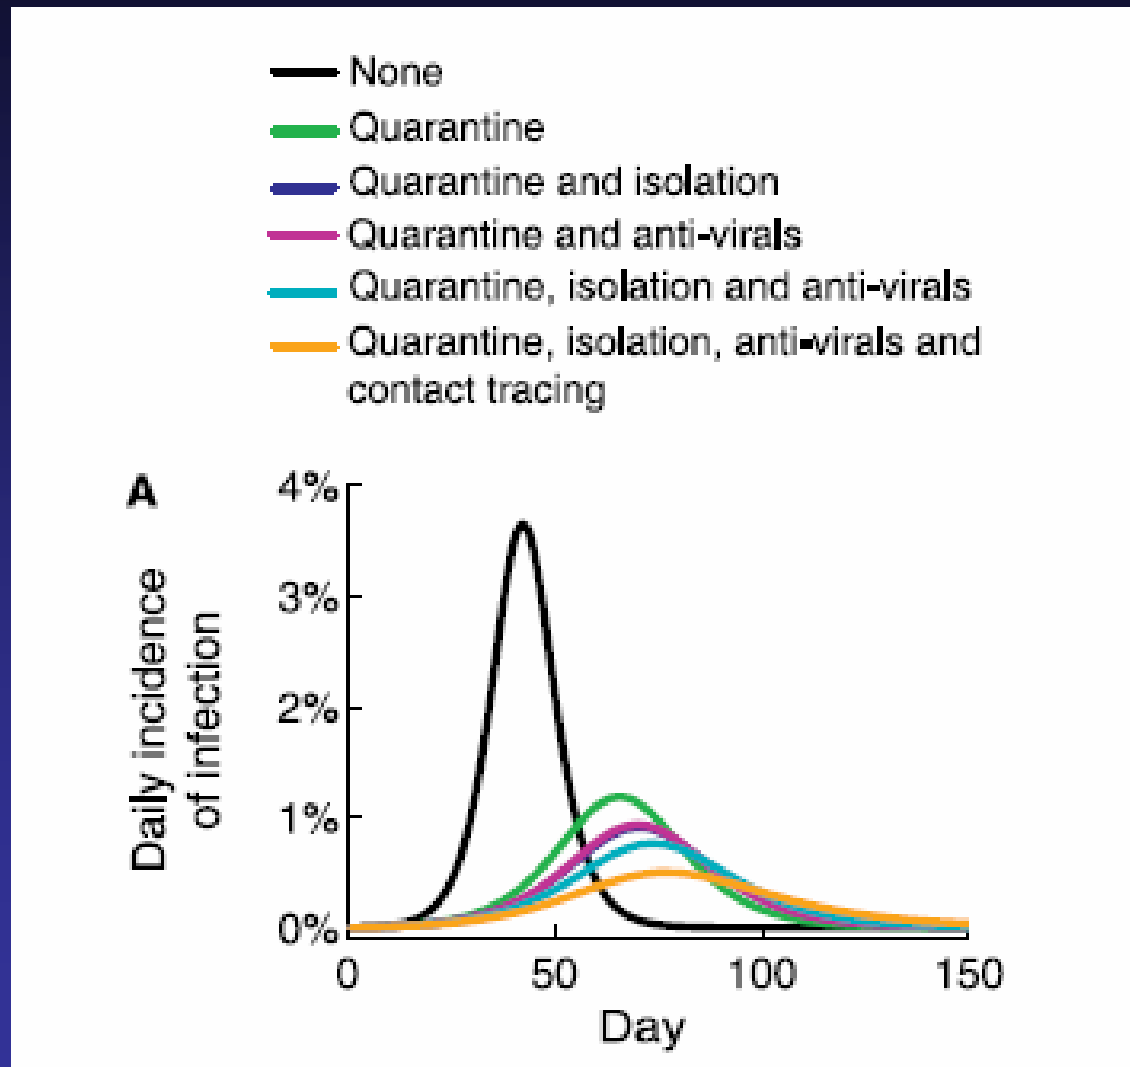 None
Quarantine
Quarantine and isolation
Quarantine and anti-virals
Quarantine, isolation and anti-virals
Quarantine, isolation, anti-virals and
contact tracing
A
Daily incidence
of infection
4%
3%
2%
1%
0%
0 50 100 150
Day